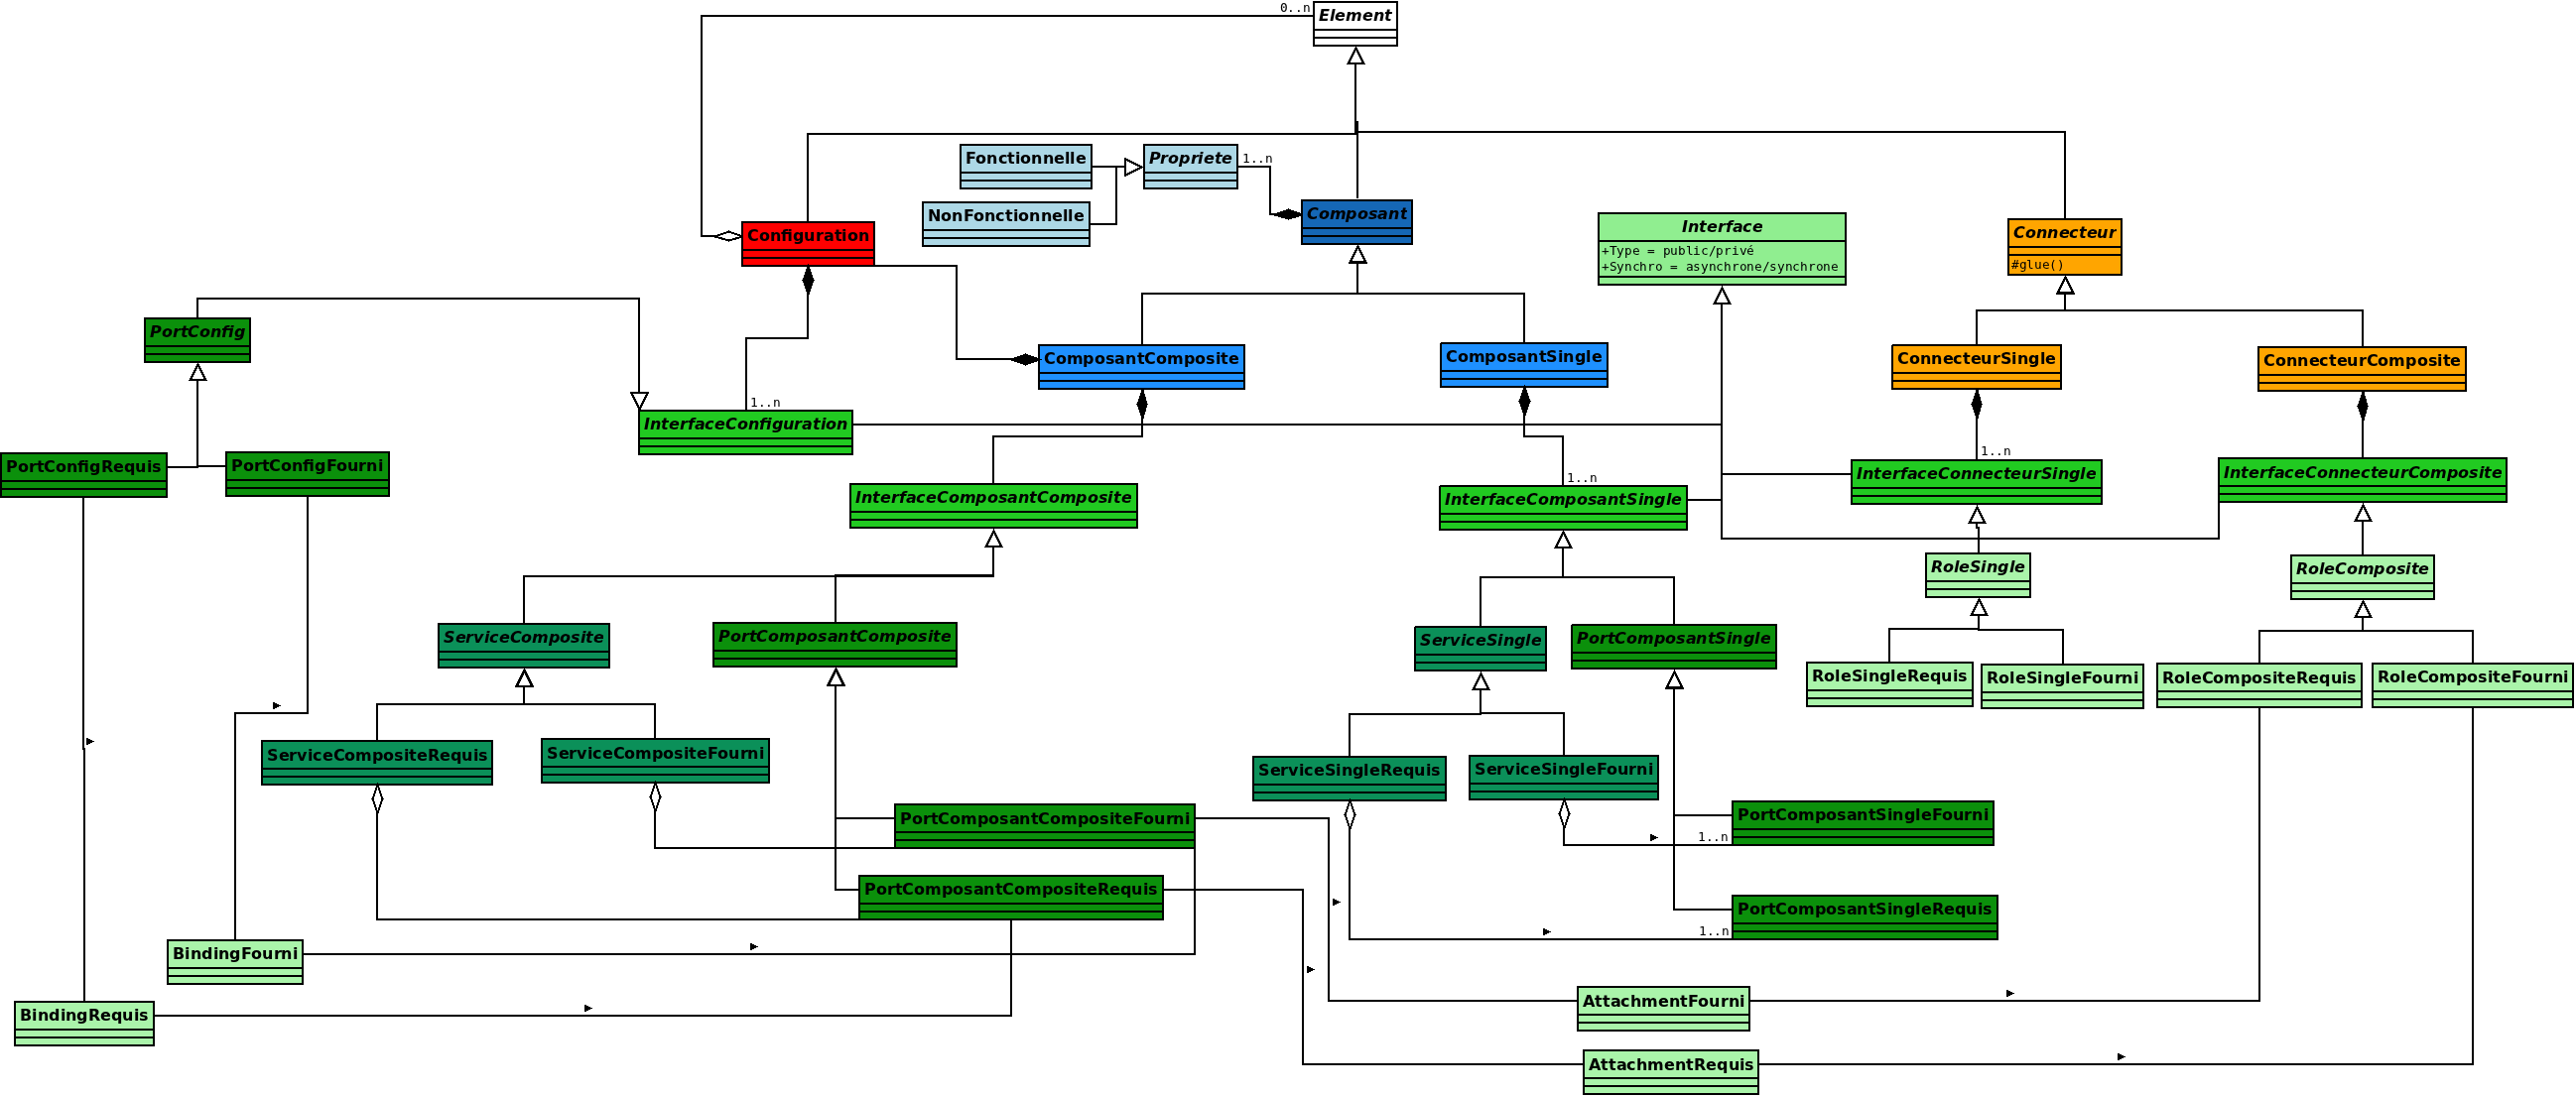 0..n
Element
Fonctionnelle
Propriete
1..n
NonFonctionnelle
Composant
Configuration
Interface
+Type = public/privé
+Synchro = asynchrone/synchrone
Connecteur
#glue()
PortConfig
ComposantComposite
ComposantSingle
ConnecteurSingle
ConnecteurComposite
1..n
InterfaceConfiguration
PortConfigRequis
PortConfigFourni
1..n
InterfaceConnecteurSingle
InterfaceConnecteurComposite
InterfaceComposantComposite
1..n
InterfaceComposantSingle
RoleSingle
RoleComposite
ServiceComposite
PortComposantComposite
ServiceSingle
PortComposantSingle
RoleSingleRequis
RoleSingleFourni
RoleCompositeRequis
RoleCompositeFourni
ServiceCompositeRequis
ServiceCompositeFourni
ServiceSingleRequis
ServiceSingleFourni
PortComposantCompositeFourni
PortComposantSingleFourni
1..n
PortComposantCompositeRequis
PortComposantSingleRequis
1..n
BindingFourni
AttachmentFourni
BindingRequis
AttachmentRequis